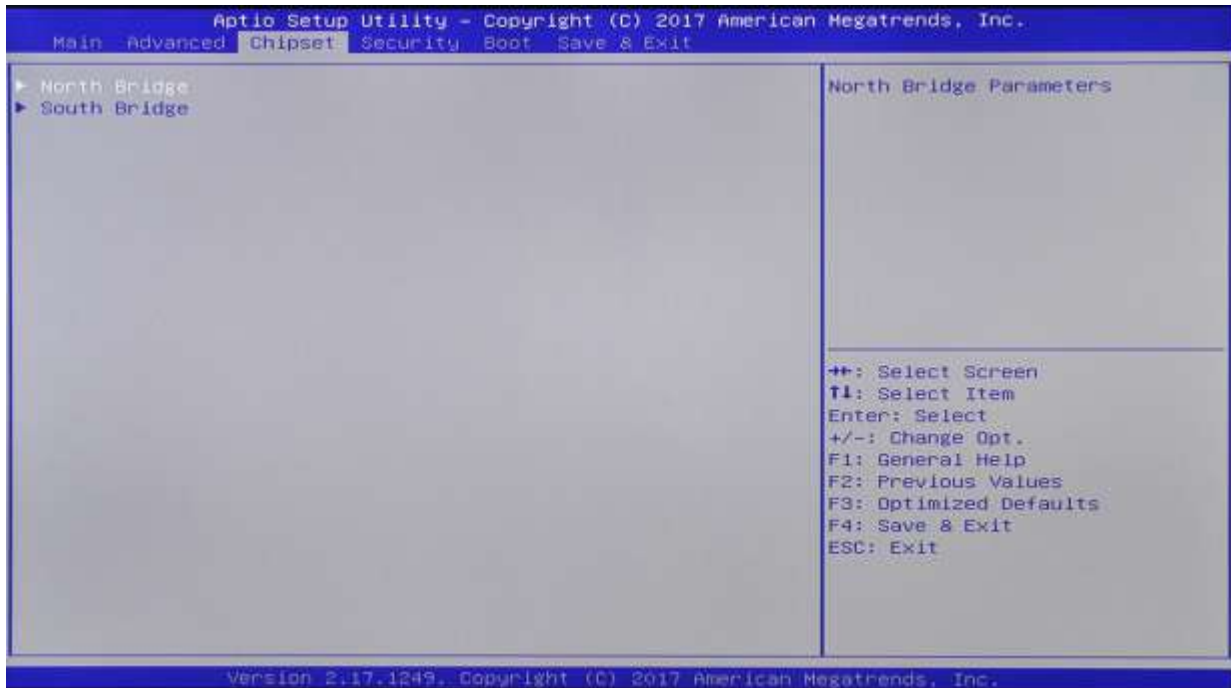 Aptio Setup Utility – Copyright (C) 2017 American Megatrends, Inc.
Main Advanced Chipset Security Boot Save & Exit
► North Bridge
► South Bridge
North Bridge Parameters
→←: Select Screen
↑↓: Select Item
Enter: Select
+/-: Change Opt.
F1: General Help
F2: Previous Values
F3: Optimized Defaults
F4: Save & Exit
ESC: Exit
Version 2.17.1249. Copyright (C) 2017 American Megatrends, Inc.